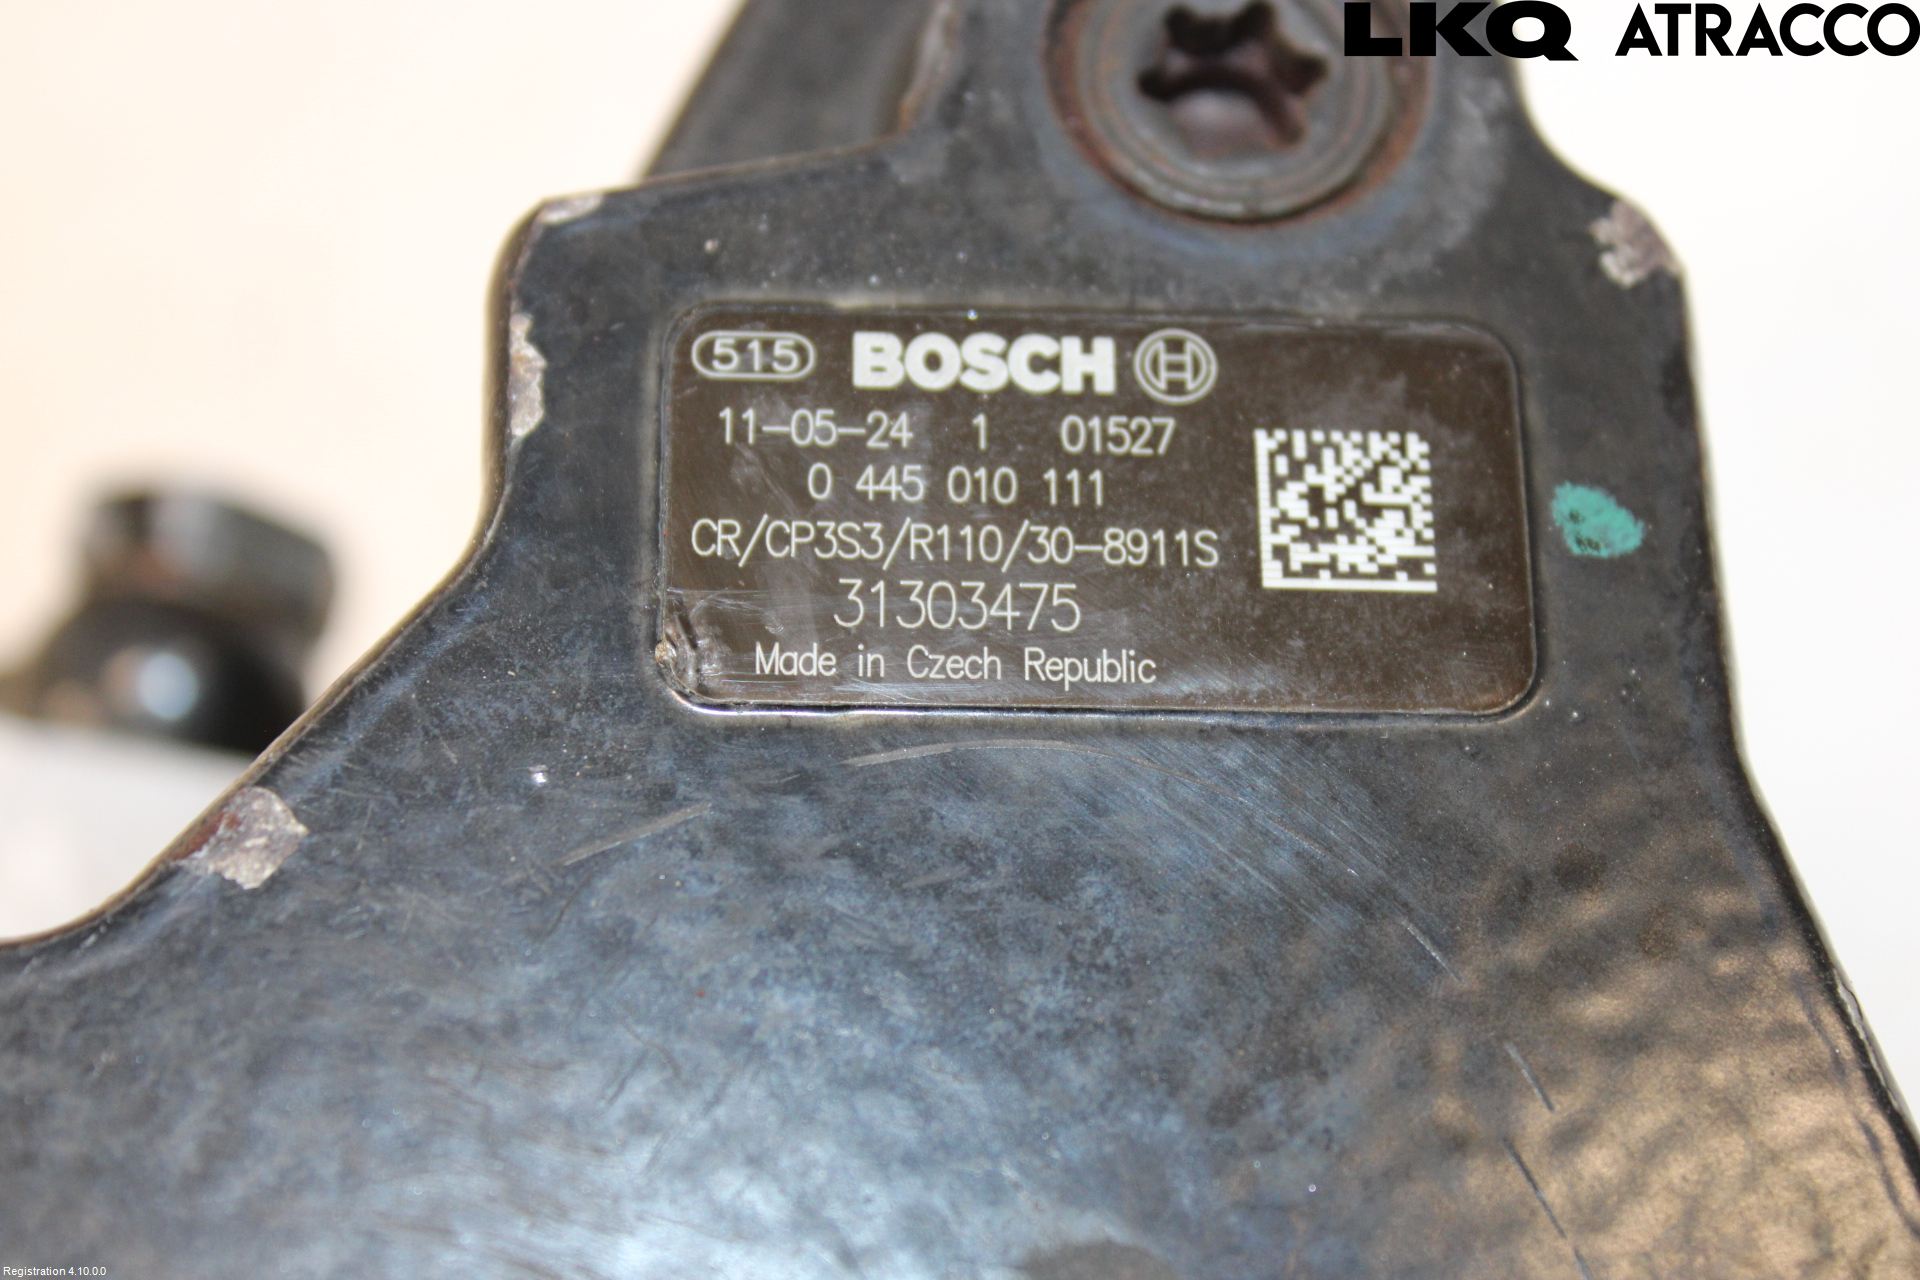 LKQ ATRACCO
515 BOSCH
11-05-24 1 01527
0 445 010 111
CR/CP3S3/R110/30-8911S
31303475
Made in Czech Republic
Registration 4.10.0.0